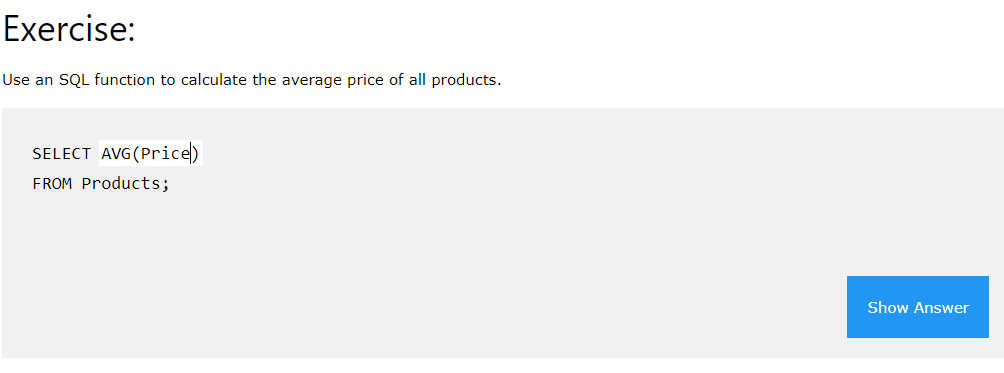 Exercise:
Use an SQL function to calculate the average price of all products.
SELECT AVG(Price)
FROM Products;
Show Answer